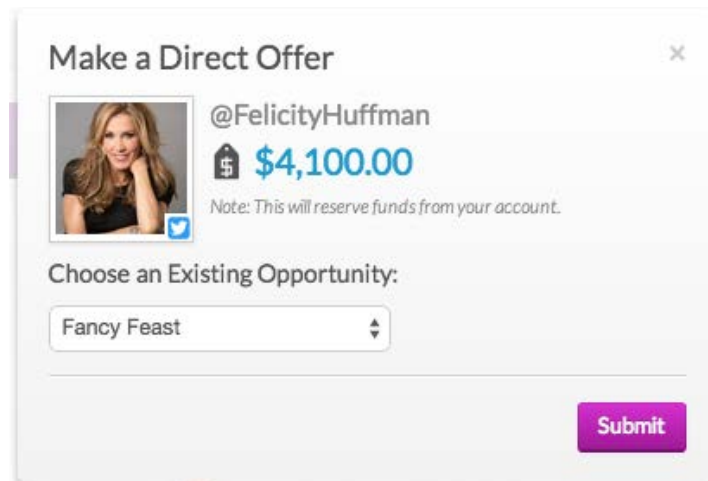 Make a Direct Offer
×
@FelicityHuffman
$ $4,100.00
Note: This will reserve funds from your account.
Choose an Existing Opportunity:
Fancy Feast
Submit